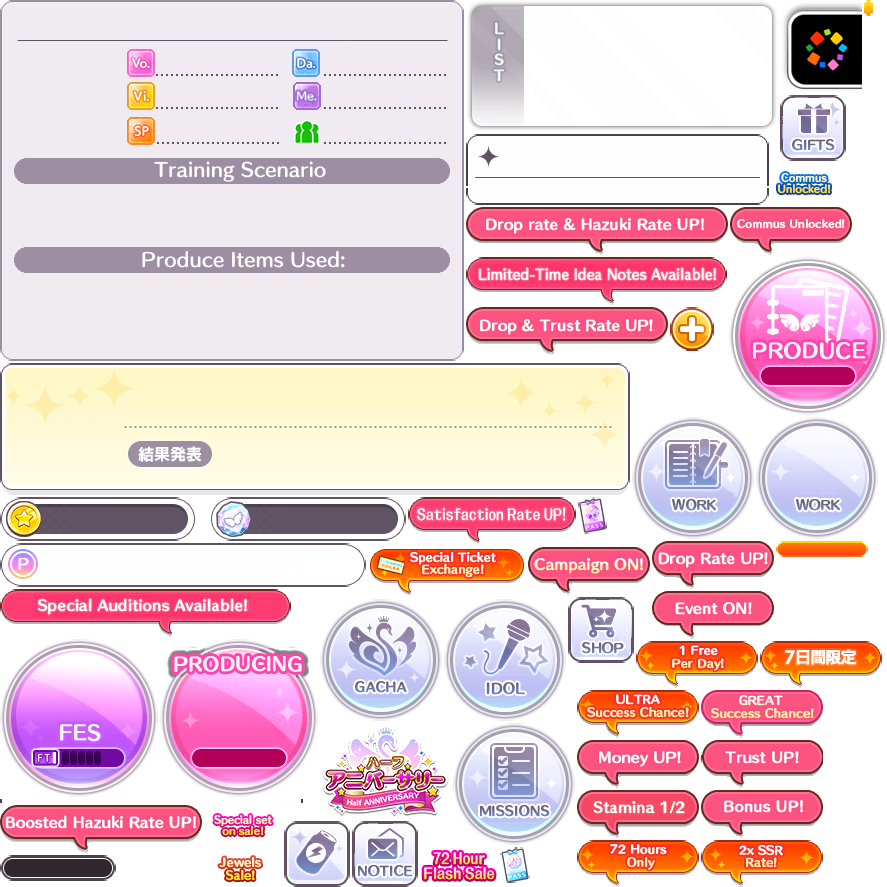 Vo.
Da.
Vi.
Me.
SP
Training Scenario
Produce Items Used:
LIST
GIFTS
Commus
Unlocked!
Drop rate & Hazuki Rate UP!
Commus Unlocked!
Limited-Time Idea Notes Available!
Drop & Trust Rate UP!
PRODUCE
結果発表
WORK
WORK
Satisfaction Rate UP!
PASS
P
Special Ticket
Exchange!
Campaign ON!
Drop Rate UP!
Special Auditions Available!
Event ON!
SHOP
1 Free
Per Day!
7日間限定
PRODUCING
GACHA
IDOL
FES
FT
ULTRA
Success Chance!
GREAT
Success Chance!
ハーフ
アニバーサリー
Half ANNIVERSARY
MISSIONS
Money UP!
Trust UP!
Boosted Hazuki Rate UP!
Special set
on sale!
Stamina 1/2
Bonus UP!
Jewels
Sale!
NOTICE
72 Hour
Flash Sale
PASS
72 Hours
Only
2x SSR
Rate!